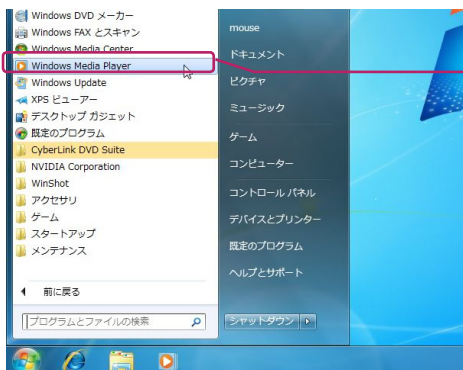 Windows DVD メーカー
Windows FAX とスキャン
Windows Media Center
Windows Media Player
Windows Update
XPS ビューアー
デスクトップ ガジェット
既定のプログラム
CyberLink DVD Suite
NVIDIA Corporation
WinShot
アクセサリ
ゲーム
スタートアップ
メンテナンス
前に戻る
プログラムとファイルの検索
mouse
ドキュメント
ピクチャ
ミュージック
ゲーム
コンピューター
コントロール パネル
デバイスとプリンター
既定のプログラム
ヘルプとサポート
シャットダウン